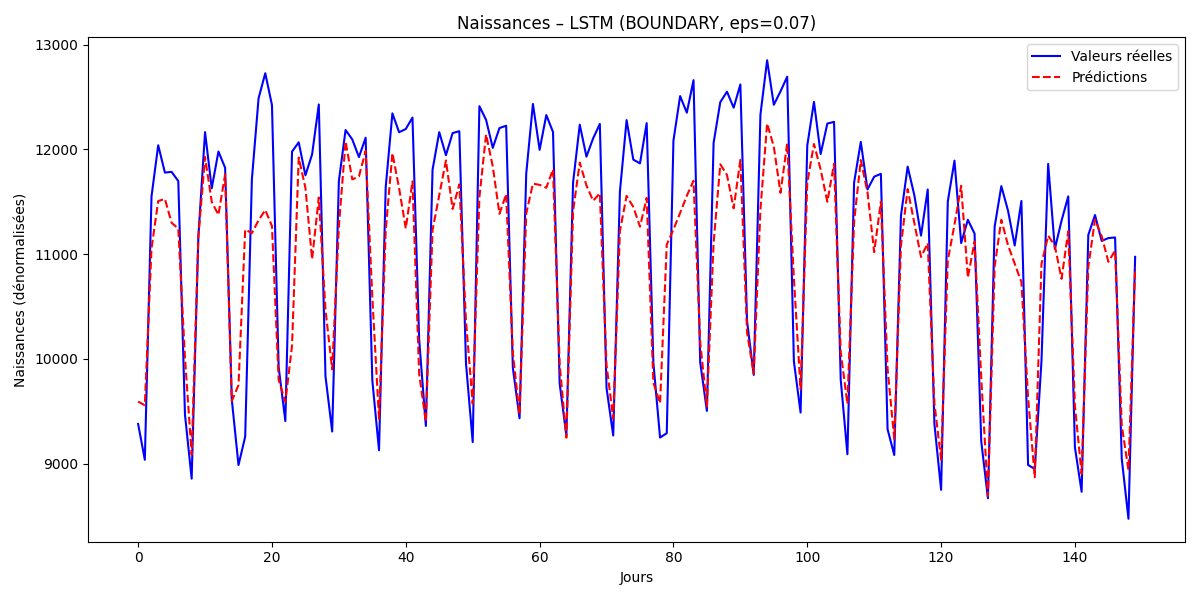 Naissances – LSTM (BOUNDARY, eps=0.07)
Valeurs réelles
Prédictions
Naissances (dénormalisées)
13000
12000
11000
10000
9000
0 20 40 60 80 100 120 140
Jours